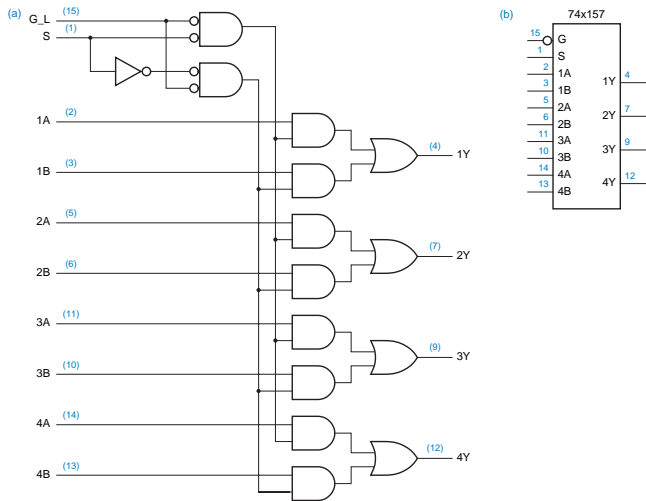 (a)
G_L (15)
S (1)
1A (2)
(4) 1Y
1B (3)
2A (5)
(7) 2Y
2B (6)
3A (11)
(9) 3Y
3B (10)
4A (14)
(12) 4Y
4B (13)
(b)
74x157
15 G
1 S
2 1A
3 1B
5 2A
6 2B
11 3A
10 3B
14 4A
13 4B
1Y 4
2Y 7
3Y 9
4Y 12